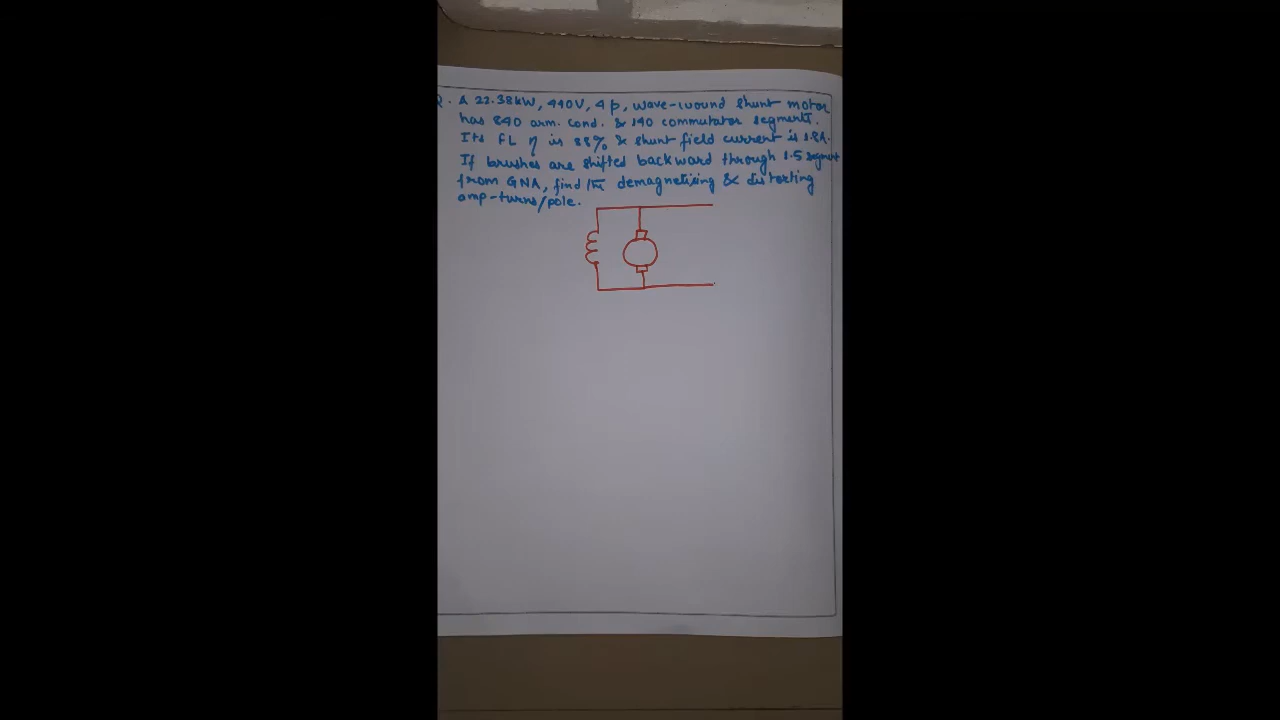 Q. A 22.38kW, 440V, 4 p, wave-wound shunt motor
has 840 arm. cond. & 140 commutator segments.
Its FL η is 88% & shunt field current is 1.8A.
If brushes are shifted backward through 1.5 segment
from GNA, find demagnetising & distorting
amp-turns/pole.